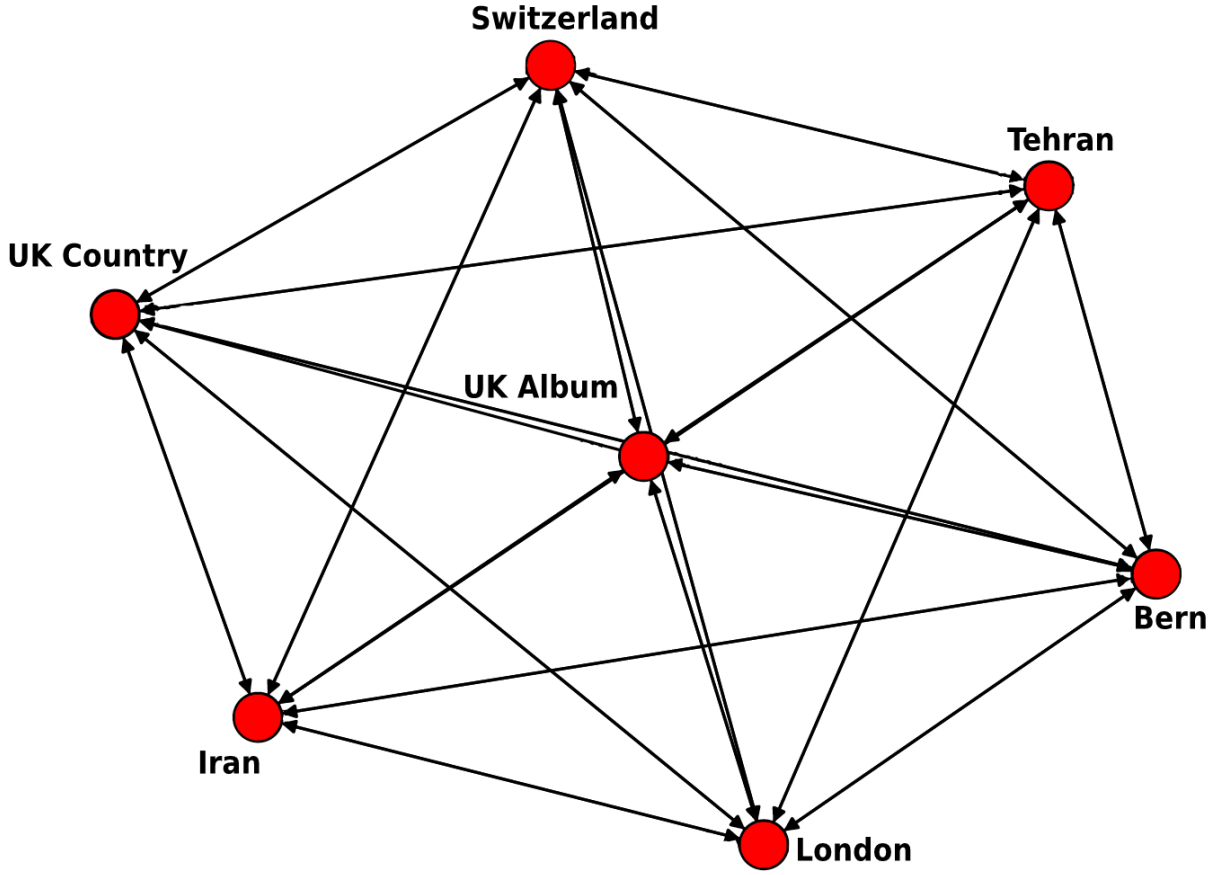 Switzerland
Tehran
UK Country
UK Album
Bern
Iran
London